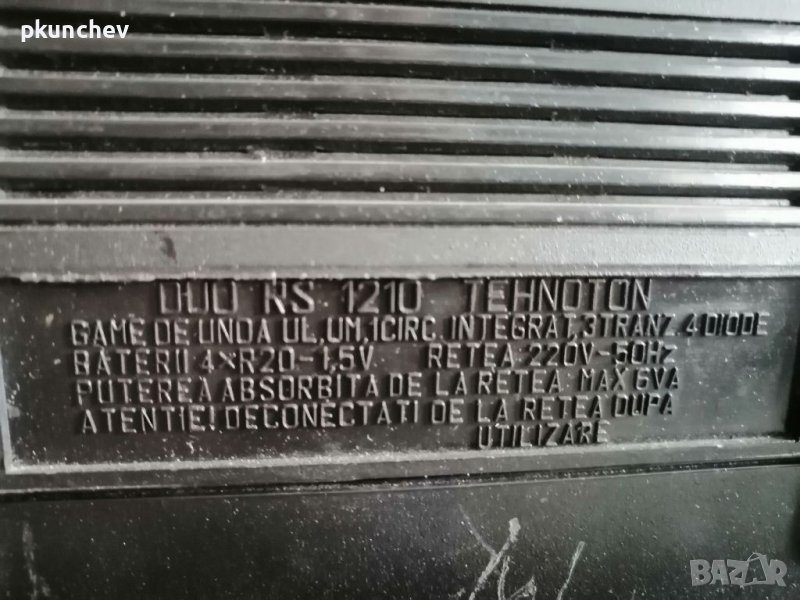 pkunchev
DUO RS 1210 TEHNOTON
GAME DE UNDA UL,UM,1CIRC. INTEGRAT,3TRANZ.4DIODE
BATERII 4×R20-1,5V RETEA 220V-50Hz
PUTEREA ABSORBITA DE LA RETEA: MAX 6VA
ATENTIE! DECONECTATI DE LA RETEA DUPA
UTILIZARE
BAZAR